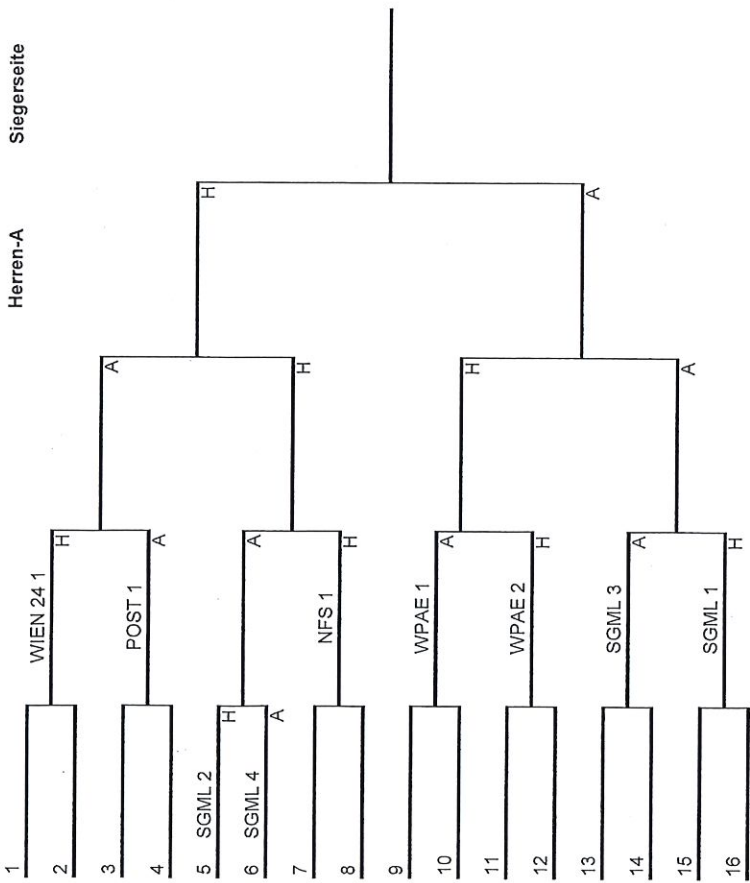 Herren-A
Siegerseite
1
WIEN 24 1
H
2
3
POST 1
A
4
A
H
5
SGML 2
H
6
SGML 4
A
A
7
NFS 1
H
8
H
9
WPAE 1
A
10
11
WPAE 2
H
12
H
A
13
SGML 3
A
14
15
SGML 1
H
16
A